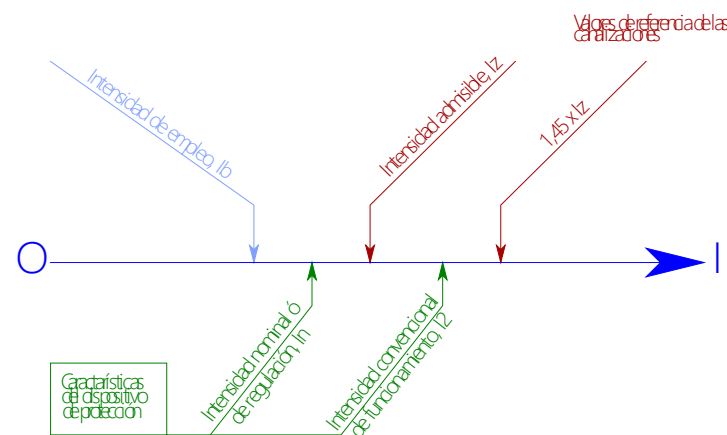 Valores de referencia de las
canalizaciones
Intensidad de empleo, Ib
Intensidad admisible, Iz
1,45 x Iz
O
I
Intensidad nominal ó
de regulación, In
Intensidad convencional
de funcionamiento, I2
Caractarísticas
del dispositivo
de protección